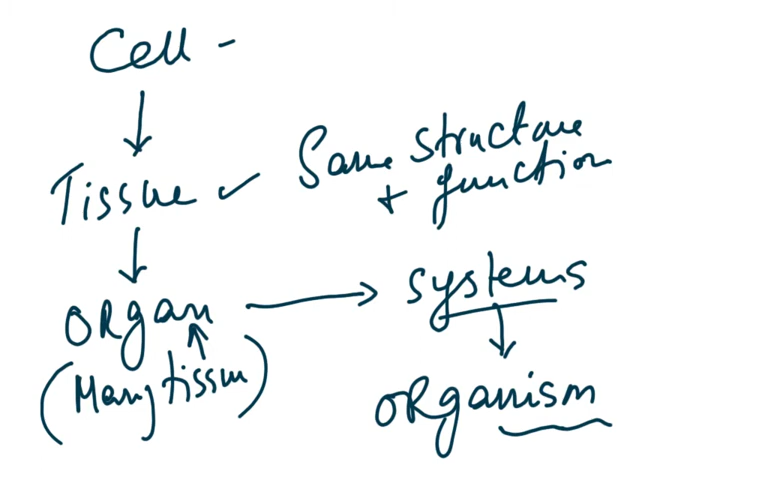 Cell -
Tissue ✓ Same structure
+ function
ORgan → systems
(Many tissue)
ORganism